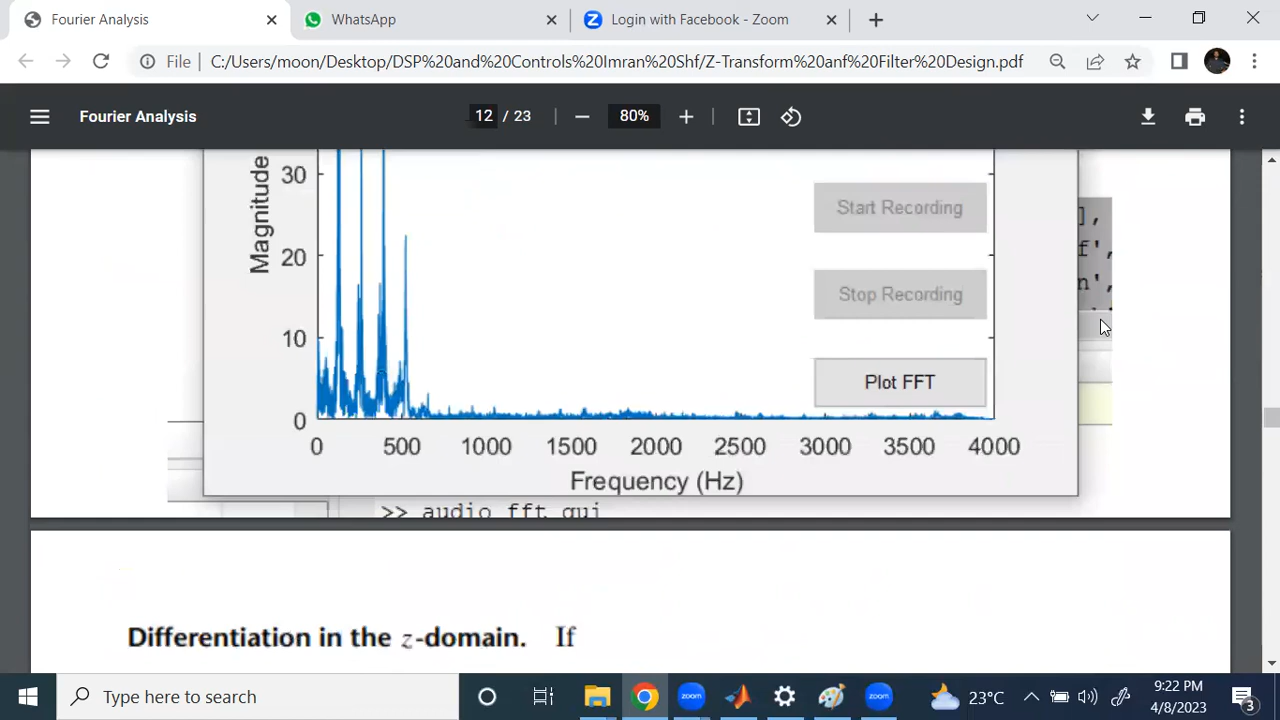 Fourier Analysis
WhatsApp
Login with Facebook - Zoom
File
C:/Users/moon/Desktop/DSP%20and%20Controls%20Imran%20Shf/Z-Transform%20anf%20Filter%20Design.pdf
Fourier Analysis
12 / 23
80%
Magnitude
30
20
10
0
Start Recording
Stop Recording
Plot FFT
],
f',
n',
0 500 1000 1500 2000 2500 3000 3500 4000
Frequency (Hz)
>> audio_fft_gui
Differentiation in the z-domain. If
Type here to search
zoom
zoom
23°C
9:22 PM
4/8/2023
3